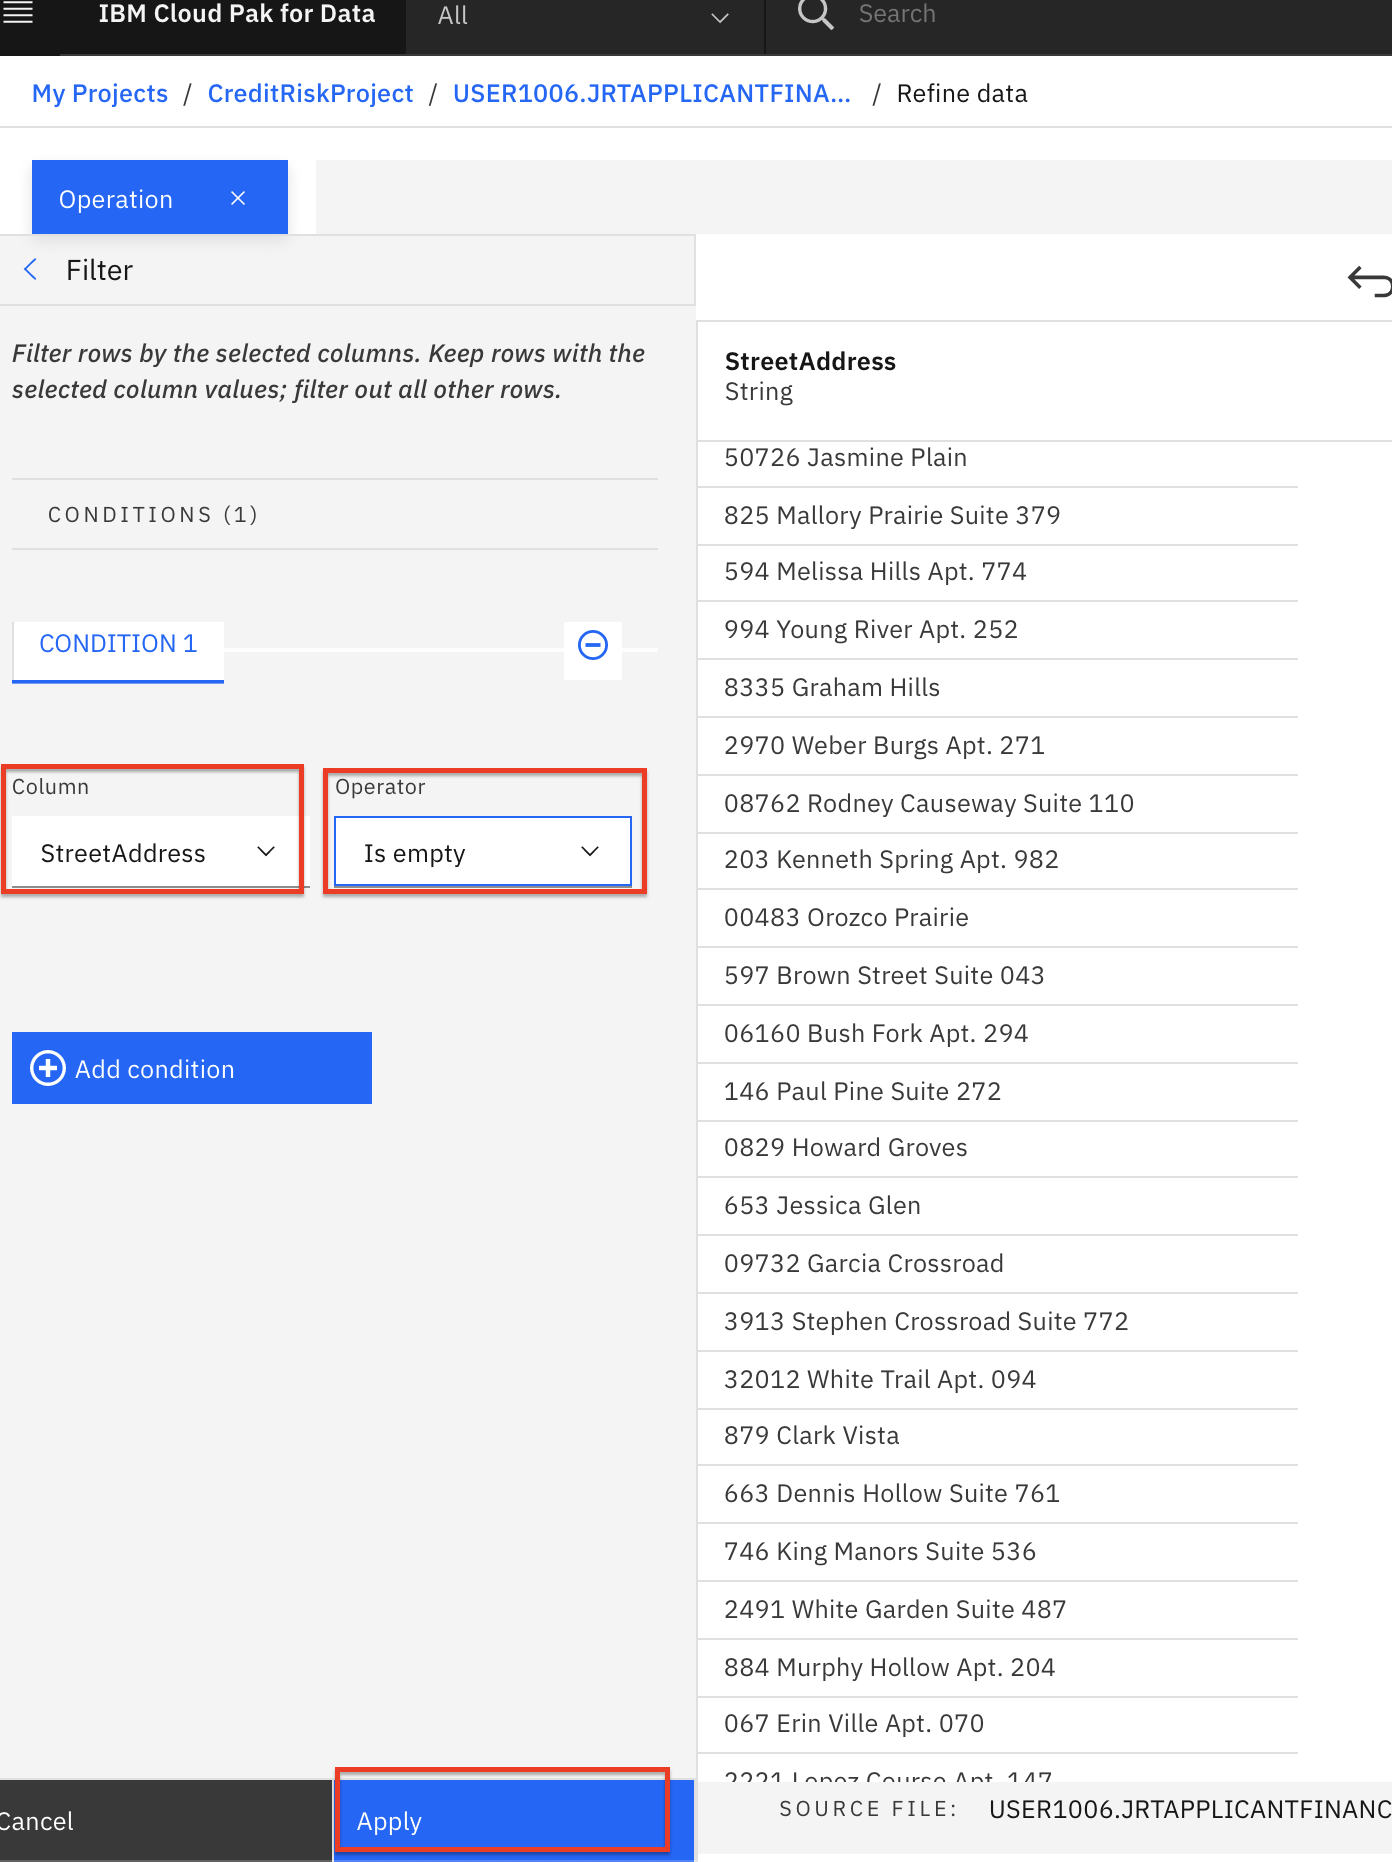 IBM Cloud Pak for Data
All
Search
My Projects / CreditRiskProject / USER1006.JRTAPPLICANTFINA... / Refine data
Operation
Filter
Filter rows by the selected columns. Keep rows with the
selected column values; filter out all other rows.
CONDITIONS (1)
CONDITION 1
Column
Operator
StreetAddress
Is empty
Add condition
Cancel
Apply
StreetAddress
String
50726 Jasmine Plain
825 Mallory Prairie Suite 379
594 Melissa Hills Apt. 774
994 Young River Apt. 252
8335 Graham Hills
2970 Weber Burgs Apt. 271
08762 Rodney Causeway Suite 110
203 Kenneth Spring Apt. 982
00483 Orozco Prairie
597 Brown Street Suite 043
06160 Bush Fork Apt. 294
146 Paul Pine Suite 272
0829 Howard Groves
653 Jessica Glen
09732 Garcia Crossroad
3913 Stephen Crossroad Suite 772
32012 White Trail Apt. 094
879 Clark Vista
663 Dennis Hollow Suite 761
746 King Manors Suite 536
2491 White Garden Suite 487
884 Murphy Hollow Apt. 204
067 Erin Ville Apt. 070
2221 Lopez Course Apt. 147
SOURCE FILE: USER1006.JRTAPPLICANTFINANC